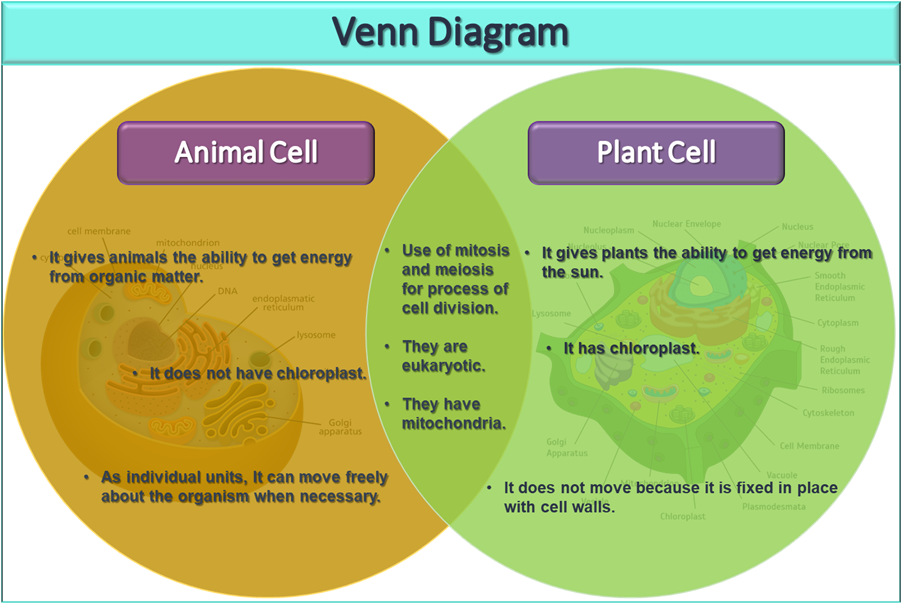 Venn Diagram
Animal Cell
cell membrane
mitochondrion
nucleus
DNA
endoplasmatic
reticulum
lysosome
Golgi
apparatus
• It gives animals the ability to get energy
from organic matter.
• It does not have chloroplast.
• As individual units, It can move freely
about the organism when necessary.
• Use of mitosis
and meiosis
for process of
cell division.
• They are
eukaryotic.
• They have
mitochondria.
Plant Cell
Nuclear Envelope
Nucleoplasm
Nucleus
Nucleolus
Nuclear Pore
Smooth
Endoplasmic
Reticulum
Lysosome
Cytoplasm
Rough
Endoplasmic
Reticulum
Ribosomes
Cytoskeleton
Golgi
Apparatus
Cell Membrane
Vacuole
Plasmodesmata
Chloroplast
• It gives plants the ability to get energy from
the sun.
• It has chloroplast.
• It does not move because it is fixed in place
with cell walls.